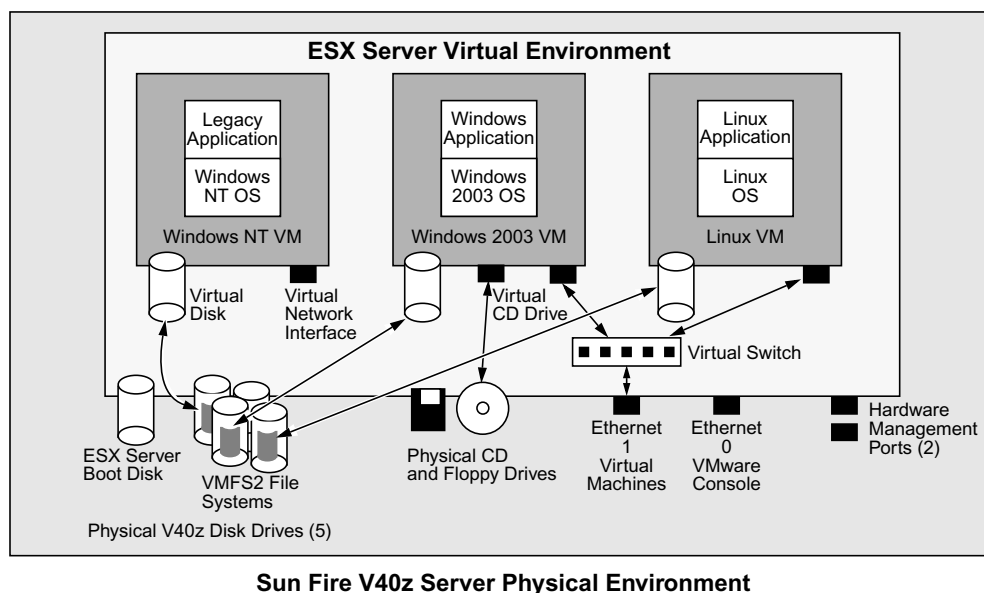 ESX Server Virtual Environment
Legacy
Application
Windows
NT OS
Windows NT VM
Windows
Application
Windows
2003 OS
Windows 2003 VM
Linux
Application
Linux
OS
Linux VM
Virtual
Disk
Virtual
Network
Interface
Virtual
CD Drive
Virtual Switch
ESX Server
Boot Disk
VMFS2 File
Systems
Physical V40z Disk Drives (5)
Physical CD
and Floppy Drives
Ethernet
1
Virtual
Machines
Ethernet
0
VMware
Console
Hardware
Management
Ports (2)
Sun Fire V40z Server Physical Environment